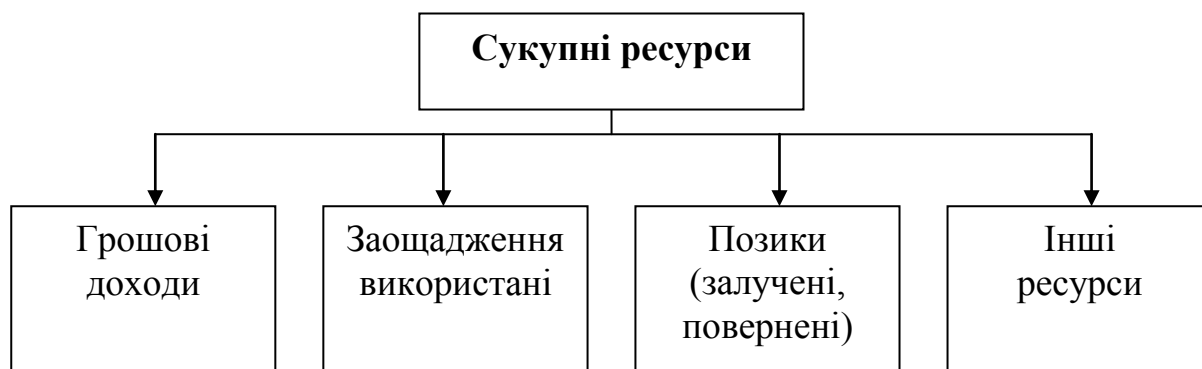 Сукупні ресурси
Грошові
доходи
Заощадження
використані
Позики
(залучені,
повернені)
Інші
ресурси